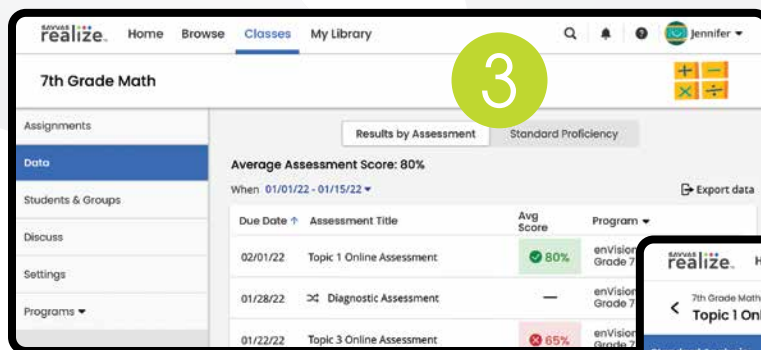 SAVVAS
realize. Home Browse Classes My Library Jennifer
7th Grade Math
3
Assignments
Data
Students & Groups
Discuss
Settings
Programs
Results by Assessment Standard Proficiency
Average Assessment Score: 80%
When 01/01/22 - 01/15/22 Export data
Due Date Assessment Title Avg Score Program
02/01/22 Topic 1 Online Assessment 80% enVision Grade 7
01/28/22 Diagnostic Assessment — enVision Grade 7
01/22/22 Topic 3 Online Assessment 65% enVision Grade 7
SAVVAS
realize. H
7th Grade Math
Topic 1 Onl